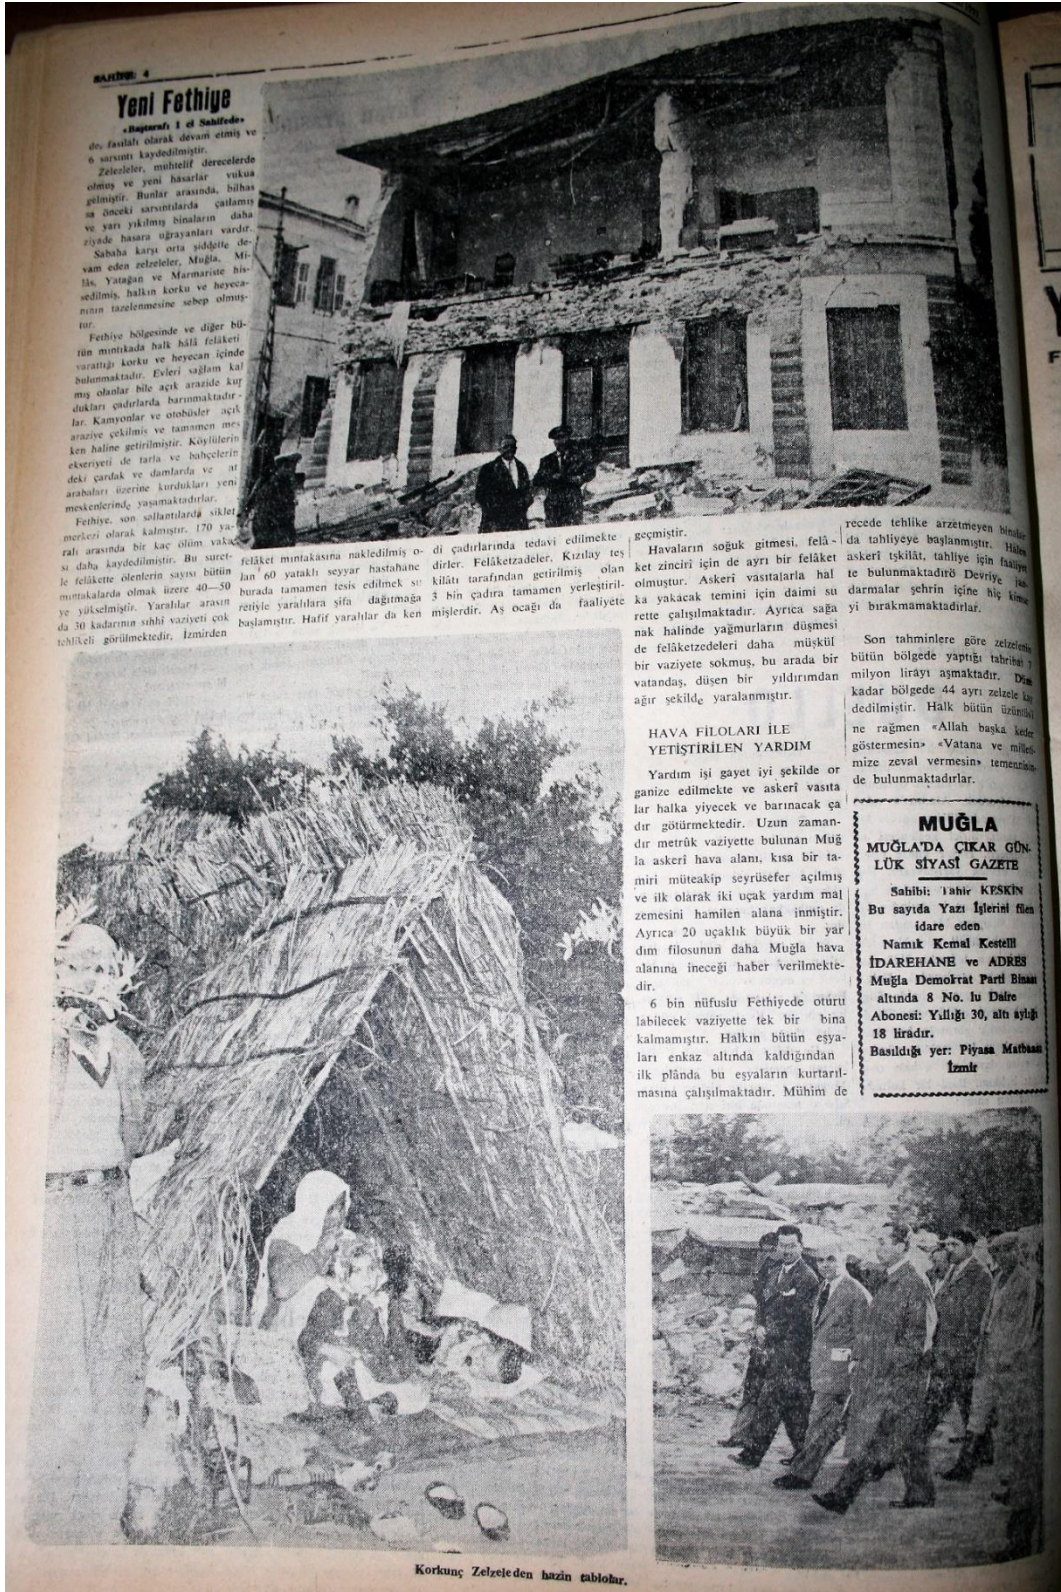 SAHİFE: 4
Yeni Fethiye
«Baştarafı 1 ci Sahifede»
de, fasılalı olarak devam etmiş ve
6 sarsıntı kaydedilmiştir.
Zelzeleler, muhtelif derecelerde
olmuş ve yeni hasarlar vukua
gelmiştir. Bunlar arasında, bilhas
sa önceki sarsıntılarda çatlamış
ve yarı yıkılmış binaların daha
ziyade hasara uğrayanları vardır.
Sabaha karşı orta şiddetle de-
vam eden zelzeleler, Muğla, Mi-
lâs, Yatağan ve Marmariste his-
sedilmiş, halkın korku ve heyeca-
nının tazelenmesine sebep olmuş-
tur.
Fethiye bölgesinde ve diğer bü-
tün mıntıkada halk hâlâ felâketi
yarattığı korku ve heyecan içinde
bulunmaktadır. Evleri sağlam kal
mış olanlar bile açık arazide kur
dukları çadırlarda barınmaktadır-
lar. Kamyonlar ve otobüsler açık
araziye çekilmiş ve tamamen mes
ken haline getirilmiştir. Köylülerin
ekseriyeti de tarla ve bahçelerin
deki çardak ve damlarda ve at
arabaları üzerine kurdukları yeni
meskenlerinde yaşamaktadırlar.
Fethiye, son sallantılarda siklet
merkezi olarak kalmıştır. 170 ya-
ralı arasında bir kaç ölüm vaka
sı daha kaydedilmiştir. Bu suret-
le felâkette ölenlerin sayısı bütün
mıntakalarda olmak üzere 40—50
ye yükselmiştir. Yaralılar arasın
da 30 kadarının sıhhi vaziyeti çok
tehlikeli görülmektedir. İzmirden
felâket mıntakasına nakledilmiş o-
lan 60 yataklı seyyar hastahane
burada tamamen tesis edilmek su
retiyle yaralılara şifa dağıtmağa
başlamıştır. Hafif yaralılar da ken
di çadırlarında tedavi edilmekte
dirler. Felâketzadeler, Kızılay teş
kilâtı tarafından getirilmiş olan
3 bin çadıra tamamen yerleştiril-
mişlerdir. Aş ocağı da faaliyete
geçmiştir.
Havaların soğuk gitmesi, felâ-
ket zinciri için de ayrı bir felâket
olmuştur. Askerî vasıtalarla hal
ka yakacak temini için daimi su
rette çalışılmaktadır. Ayrıca sağa
nak halinde yağmurların düşmesi
de felâketzedeleri daha müşkül
bir vaziyete sokmuş, bu arada bir
vatandaş, düşen bir yıldırımdan
ağır şekilde yaralanmıştır.
HAVA FİLOLARI İLE
YETİŞTİRİLEN YARDIM
Yardım işi gayet iyi şekilde or
ganize edilmekte ve askerî vasıta
lar halka yiyecek ve barınacak ça
dır götürmektedir. Uzun zaman-
dır metrûk vaziyette bulunan Muğ
la askerî hava alanı, kısa bir ta-
miri müteakip seyrüsefer açılmış
ve ilk olarak iki uçak yardım mal
zemesini hamilen alana inmiştir.
Ayrıca 20 uçaklık büyük bir yar
dım filosunun daha Muğla hava
alanına ineceği haber verilmekte-
dir.
6 bin nüfuslu Fethiyede oturu
labilecek vaziyette tek bir bina
kalmamıştır. Halkın bütün eşya-
ları enkaz altında kaldığından
ilk plânda bu eşyaların kurtarıl-
masına çalışılmaktadır. Mühim de
recede tehlike arzetmeyen binalar
da tahliyeye başlanmıştır. Hâlen
askerî tşkilât, tahliye için faaliyet
te bulunmaktadırö Devriye jan-
darmalar şehrin içine hiç kimse
yi bırakmamaktadırlar.
Son tahminlere göre zelzelenin
bütün bölgede yaptığı tahribat 7
milyon lirayı aşmaktadır. Düne
kadar bölgede 44 ayrı zelzele kay
dedilmiştir. Halk bütün
ne rağmen «Allah başka keder
göstermesin» «Vatana ve mille-
mize zeval vermesin» temennisin-
de bulunmaktadırlar.
MUĞLA
MUĞLA'DA ÇIKAR GÜN-
LÜK SİYASİ GAZETE
Sahibi: Tahir KESKİN
Bu sayıda Yazı İşlerini fiilen
idare eden
Namık Kemal Kestelli
İDAREHANE ve ADRES
Muğla Demokrat Parti Binası
altında 8 No. lu Daire
Abonesi: Yıllığı 30, altı aylığı
18 liradır.
Basıldığı yer: Piyasa Matbaası
İzmir
Korkunç Zelzeleden hazin tablolar.